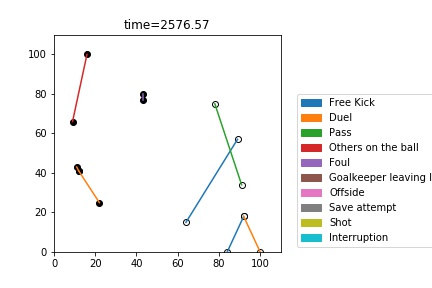 time=2576.57
100
80
60
40
20
0
0 20 40 60 80 100
Free Kick
Duel
Pass
Others on the ball
Foul
Goalkeeper leaving l
Offside
Save attempt
Shot
Interruption